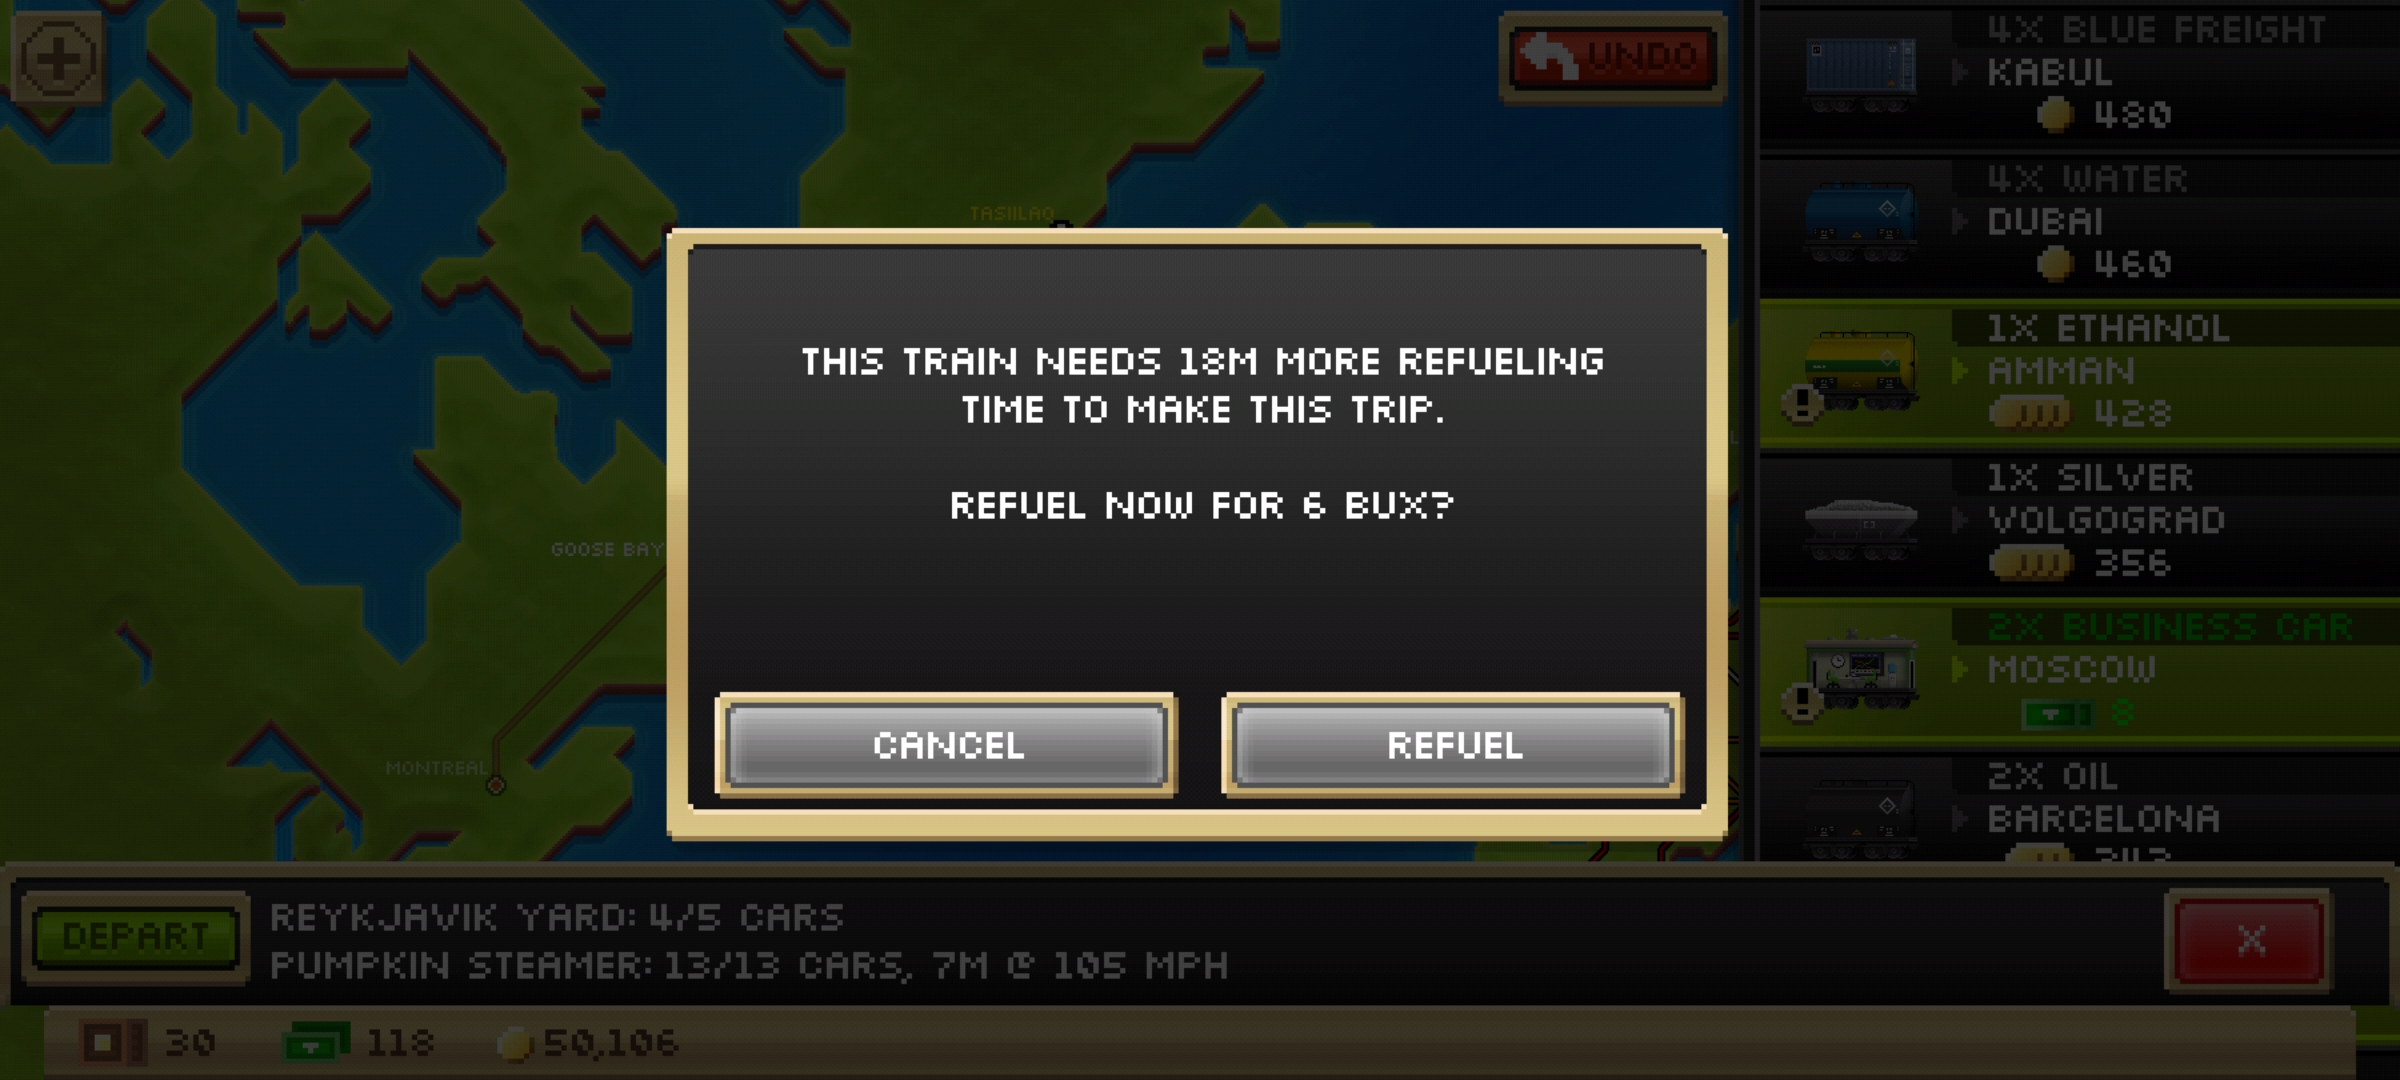 UNDO
TASIILAQ
GOOSE BAY
MONTREAL
THIS TRAIN NEEDS 18M MORE REFUELING
TIME TO MAKE THIS TRIP.
REFUEL NOW FOR 6 BUX?
CANCEL
REFUEL
4X BLUE FREIGHT
KABUL
480
4X WATER
DUBAI
460
1X ETHANOL
AMMAN
428
1X SILVER
VOLGOGRAD
356
2X BUSINESS CAR
MOSCOW
8
2X OIL
BARCELONA
DEPART
REYKJAVIK YARD: 4/5 CARS
PUMPKIN STEAMER: 13/13 CARS, 7M @ 105 MPH
X
30
118
50,106